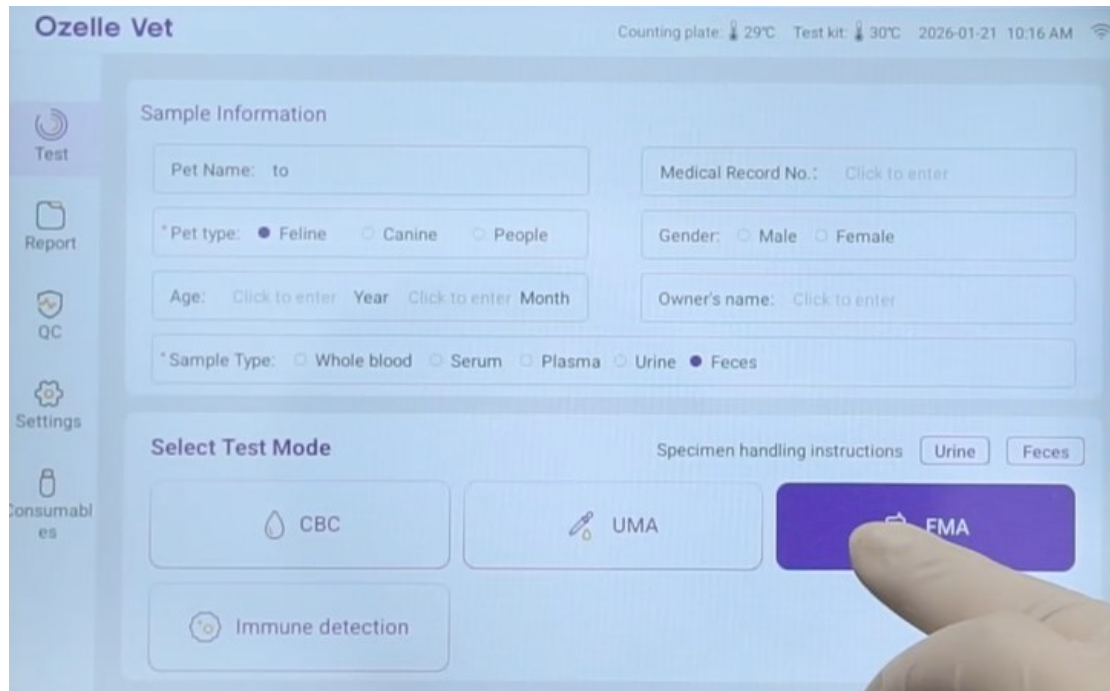 Ozelle Vet
Counting plate: 29℃ Test kit: 30℃ 2026-01-21 10:16 AM
Test
Report
QC
Settings
Consumabl
es
Sample Information
Pet Name: to
Medical Record No.: Click to enter
*Pet type: Feline Canine People
Gender: Male Female
Age: Click to enter Year Click to enter Month
Owner's name: Click to enter
*Sample Type: Whole blood Serum Plasma Urine Feces
Select Test Mode
Specimen handling instructions Urine Feces
CBC
UMA
FMA
Immune detection